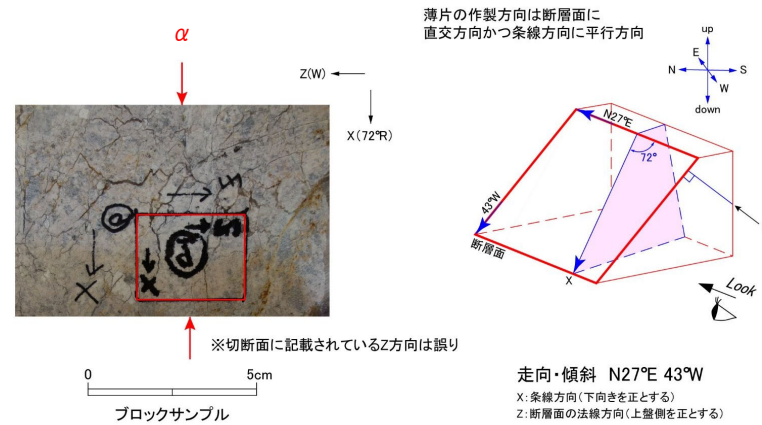 α
Z(W)
X(72°R)
@
X
X
※切断面に記載されているZ方向は誤り
0
5cm
ブロックサンプル
薄片の作製方向は断層面に
直交方向かつ条線方向に平行方向
up
E
N
S
W
down
N27°E
72°
43°W
断層面
X
Look
走向・傾斜 N27°E 43°W
X:条線方向(下向きを正とする)
Z:断層面の法線方向(上盤側を正とする)